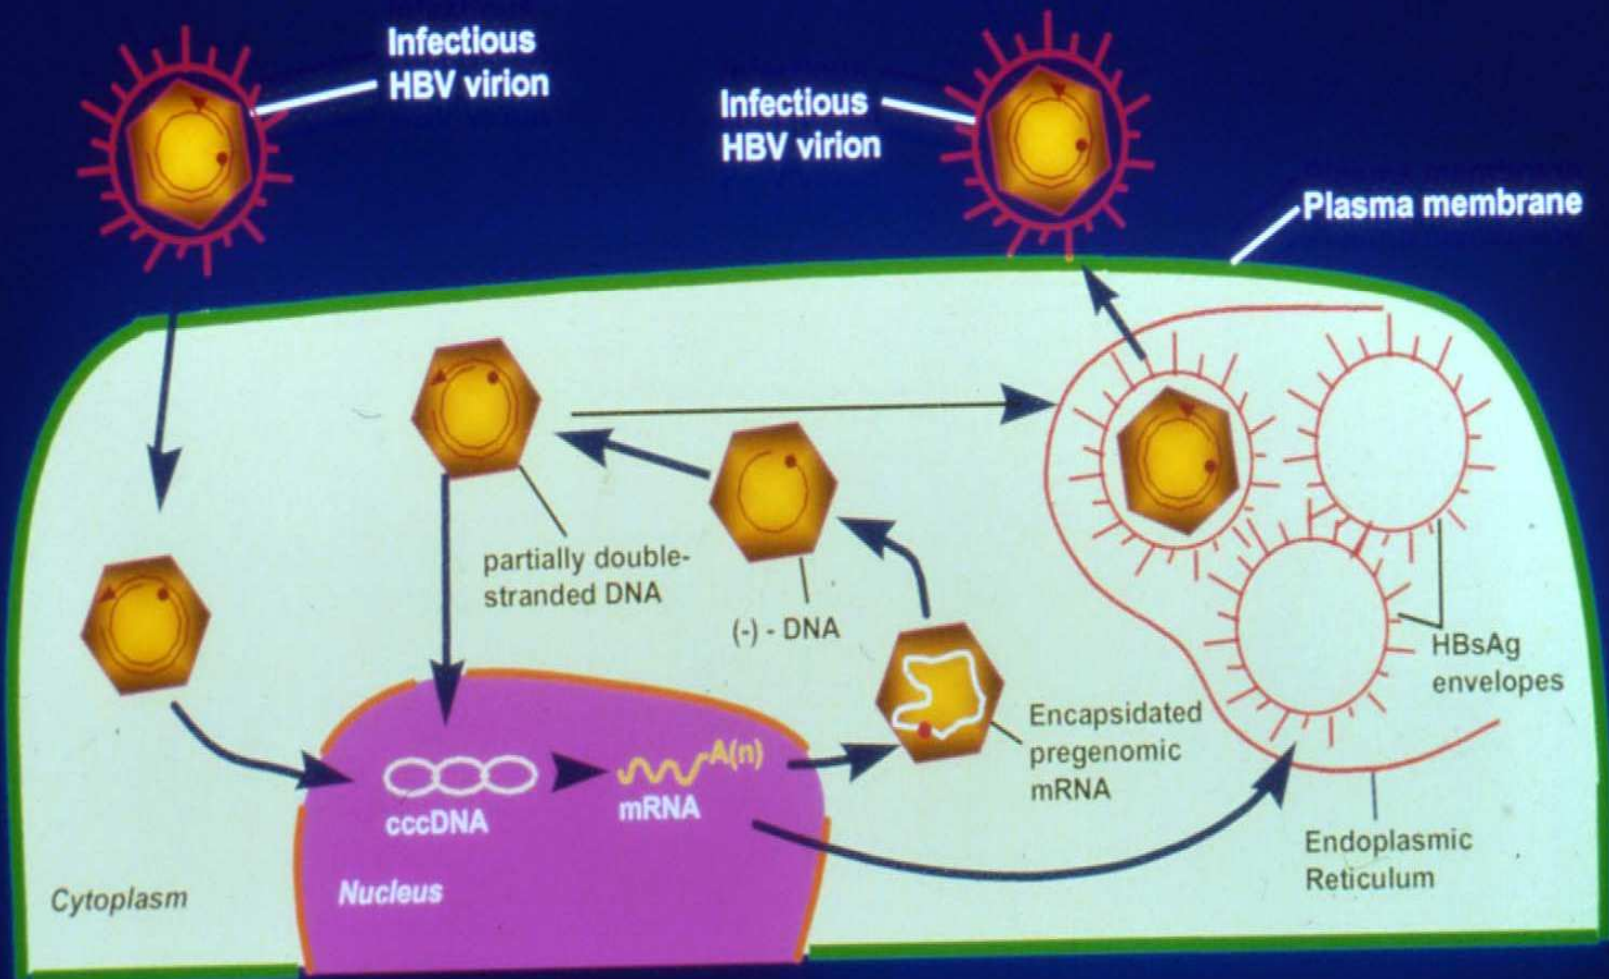 Infectious
HBV virion
Infectious
HBV virion
Plasma membrane
partially double-
stranded DNA
(-) - DNA
HBsAg
envelopes
Encapsidated
pregenomic
mRNA
A(n)
mRNA
cccDNA
Endoplasmic
Reticulum
Nucleus
Cytoplasm